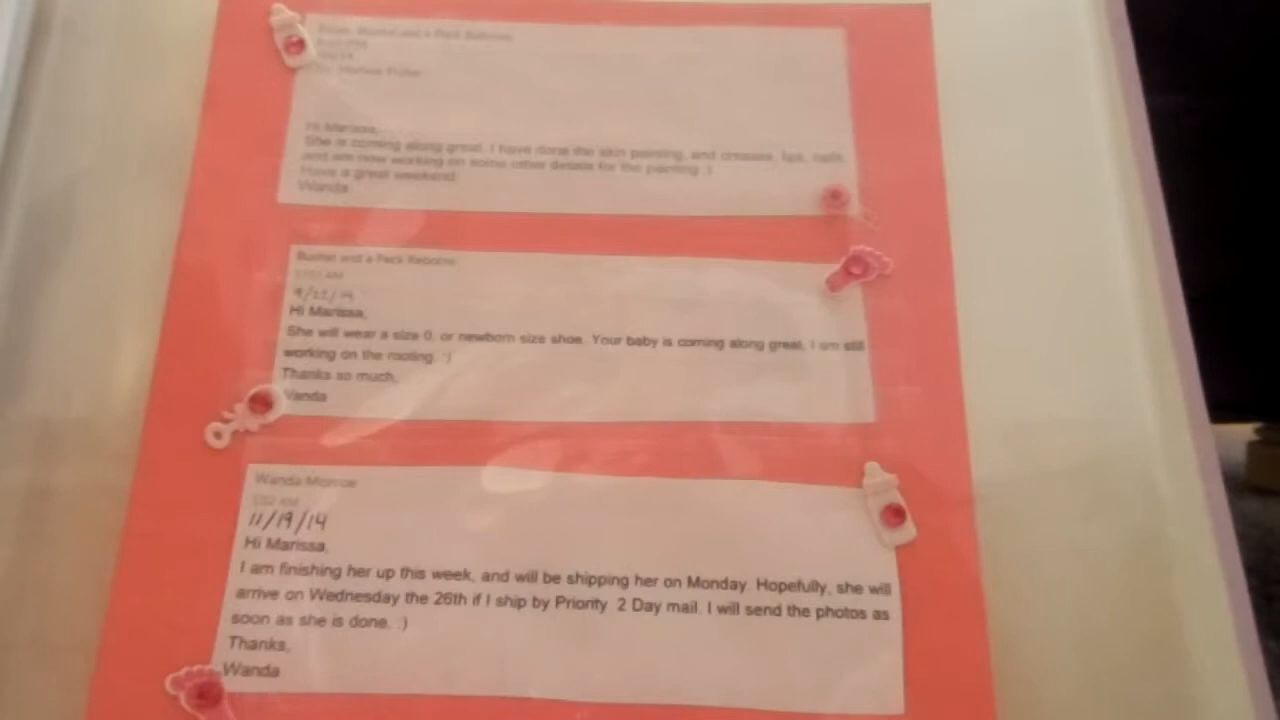 Hi Marissa,
She is coming along great. I have done the skin painting, and creases, lips, nails,
and am now working on some other details for the painting :)
Have a great weekend.
Wanda
and a Pack Reborns
Hi Marissa,
She will wear a size 0, or newborn size shoe. Your baby is coming along great, I am still
working on the rooting. :)
Thanks so much,
Wanda
Wanda Monroe
11/19/14
Hi Marissa,
I am finishing her up this week, and will be shipping her on Monday. Hopefully, she will
arrive on Wednesday the 26th if I ship by Priority 2 Day mail. I will send the photos as
soon as she is done. :)
Thanks,
Wanda